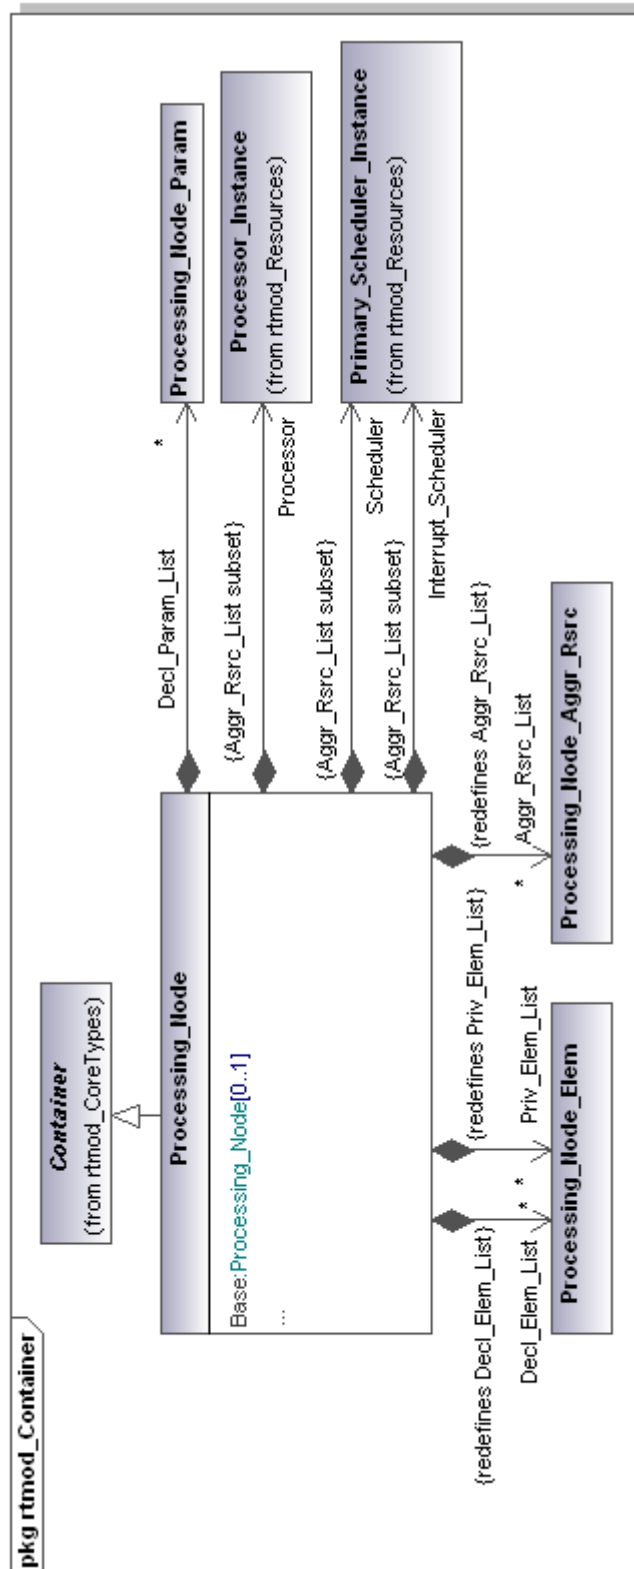 pkg rtmod_Container
Container
(from rtmod_CoreTypes)
Processing_Node
Base:Processing_Node[0..1]
...
Decl_Param_List
*
Processing_Node_Param
{Aggr_Rsrc_List subset}
Processor
Processor_Instance
(from rtmod_Resources)
{Aggr_Rsrc_List subset}
Scheduler
{Aggr_Rsrc_List subset}
Interrupt_Scheduler
Primary_Scheduler_Instance
(from rtmod_Resources)
{redefines Decl_Elem_List}
Decl_Elem_List
*
{redefines Priv_Elem_List}
*
Priv_Elem_List
Processing_Node_Elem
{redefines Aggr_Rsrc_List}
*
Aggr_Rsrc_List
Processing_Node_Aggr_Rsrc